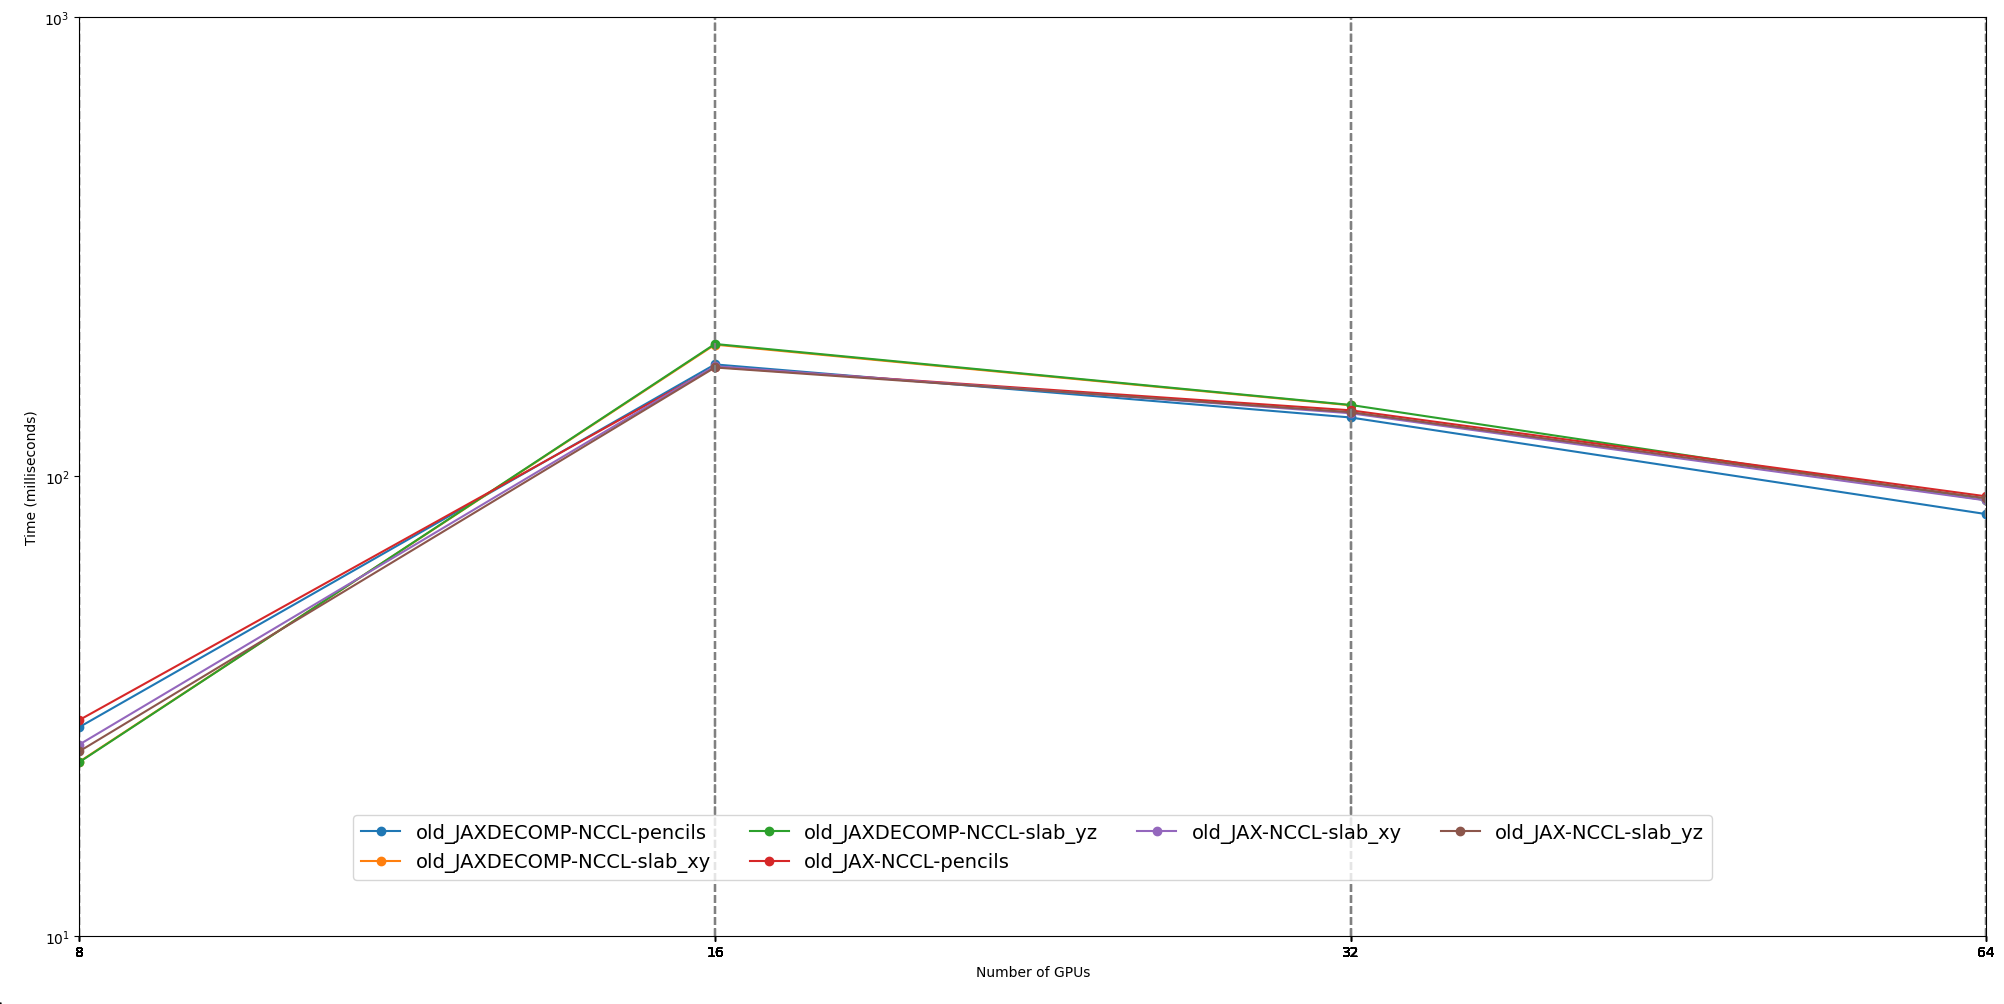 10³
10²
10¹
Time (milliseconds)
old_JAXDECOMP-NCCL-pencils
old_JAXDECOMP-NCCL-slab_xy
old_JAXDECOMP-NCCL-slab_yz
old_JAX-NCCL-pencils
old_JAX-NCCL-slab_xy
old_JAX-NCCL-slab_yz
8 16 32 64
Number of GPUs